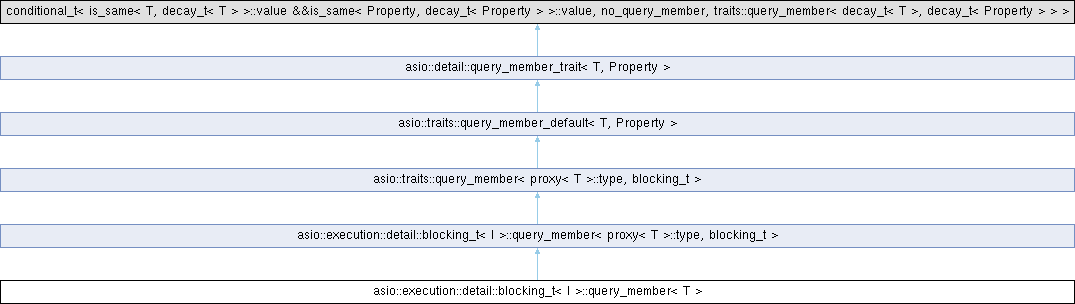 conditional_t< is_same< T, decay_t< T > >::value &&is_same< Property, decay_t< Property > >::value, no_query_member, traits::query_member< decay_t< T >, decay_t< Property > > >
asio::detail::query_member_trait< T, Property >
asio::traits::query_member_default< T, Property >
asio::traits::query_member< proxy< T >::type, blocking_t >
asio::execution::detail::blocking_t< I >::query_member< proxy< T >::type, blocking_t >
asio::execution::detail::blocking_t< I >::query_member< T >